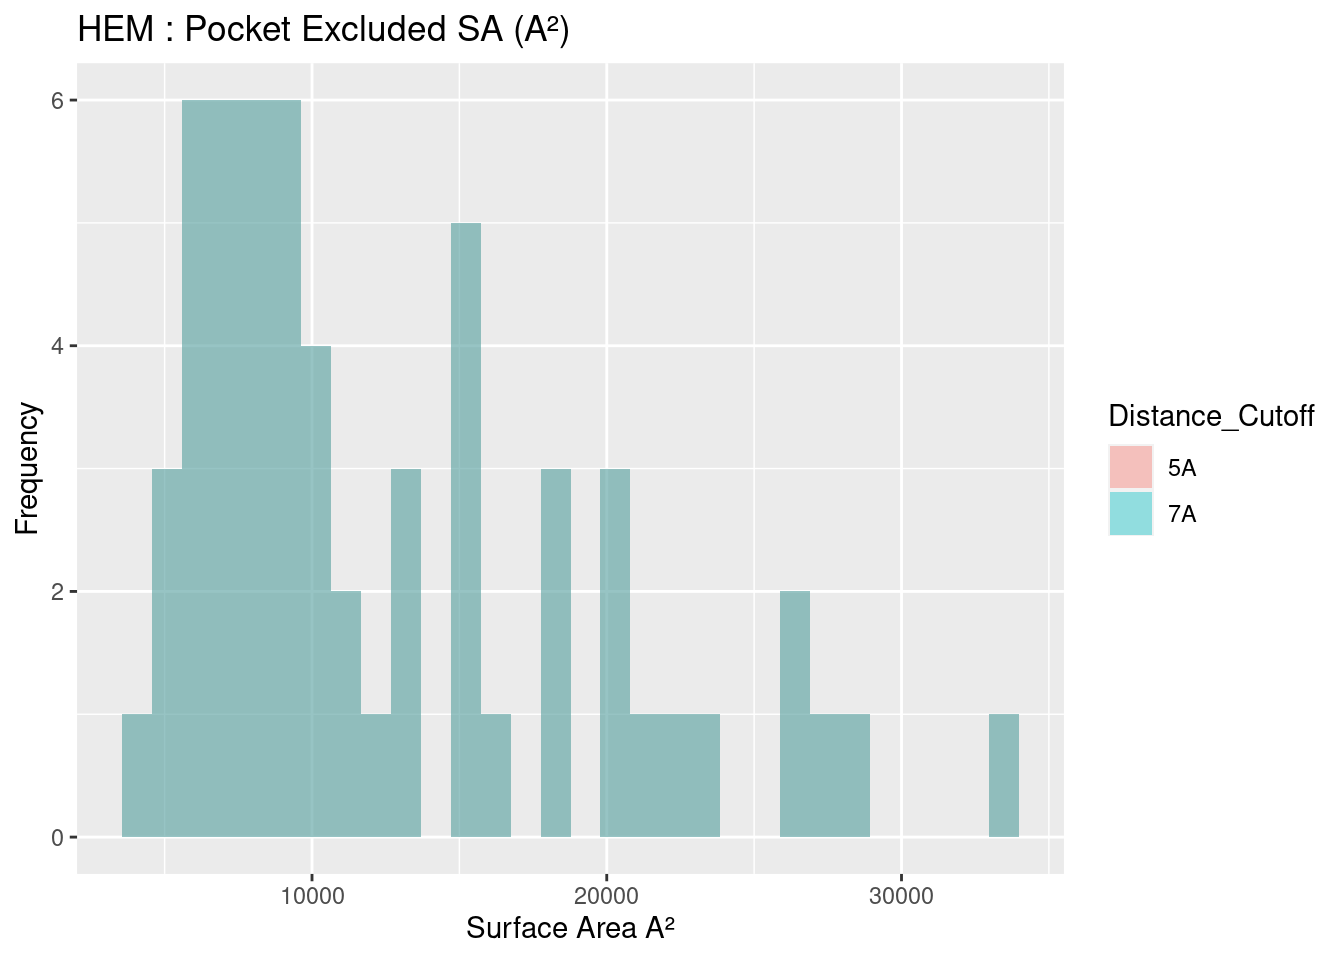 HEM : Pocket Excluded SA (A²)
6
4
2
0
Frequency
10000
20000
30000
Surface Area A²
Distance_Cutoff
5A
7A